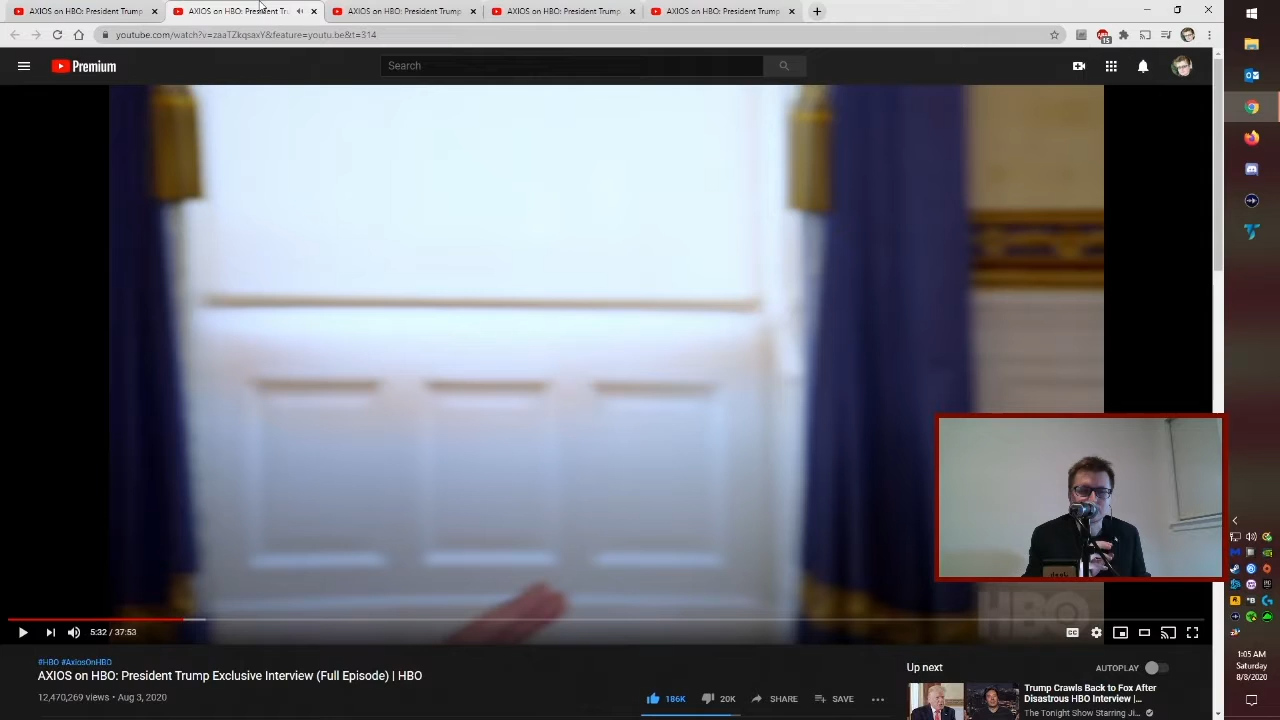 AXIOS on HBO: President Trump
AXIOS on HBO: President Tr
AXIOS on HBO: President Trump
AXIOS on HBO: President Trump
AXIOS on HBO: President Trump
youtube.com/watch?v=zaaTZkqsaxY&feature=youtu.be&t=314
15
Premium
Search
HBO
5:32 / 37:53
#HBO #AxiosOnHBO
AXIOS on HBO: President Trump Exclusive Interview (Full Episode) | HBO
12,470,269 views • Aug 3, 2020
186K
20K
SHARE
SAVE
Up next
AUTOPLAY
Trump Crawls Back to Fox After
Disastrous HBO Interview |...
The Tonight Show Starring Ji...
1:05 AM
Saturday
8/8/2020